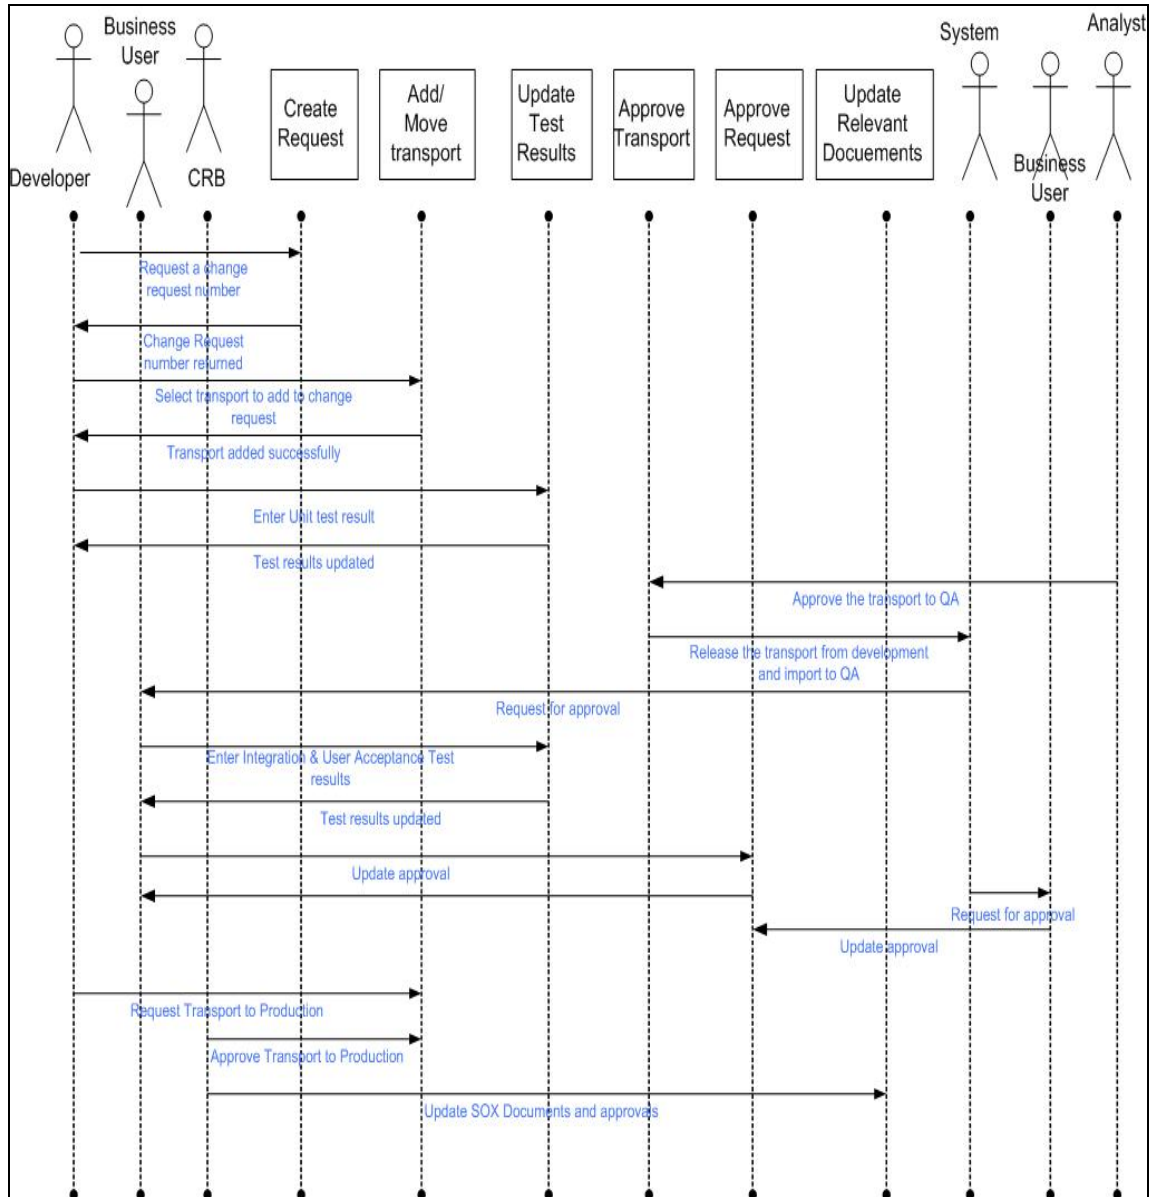 Business
User
System
Analyst
Developer
CRB
Create
Request
Add/
Move
transport
Update
Test
Results
Approve
Transport
Approve
Request
Update
Relevant
Docuements
Business
User
Request a change
request number
Change Request
number returned
Select transport to add to change
request
Transport added successfully
Enter Unit test result
Test results updated
Approve the transport to QA
Release the transport from development
and import to QA
Request for approval
Enter Integration & User Acceptance Test
results
Test results updated
Update approval
Request for approval
Update approval
Request Transport to Production
Approve Transport to Production
Update SOX Documents and approvals